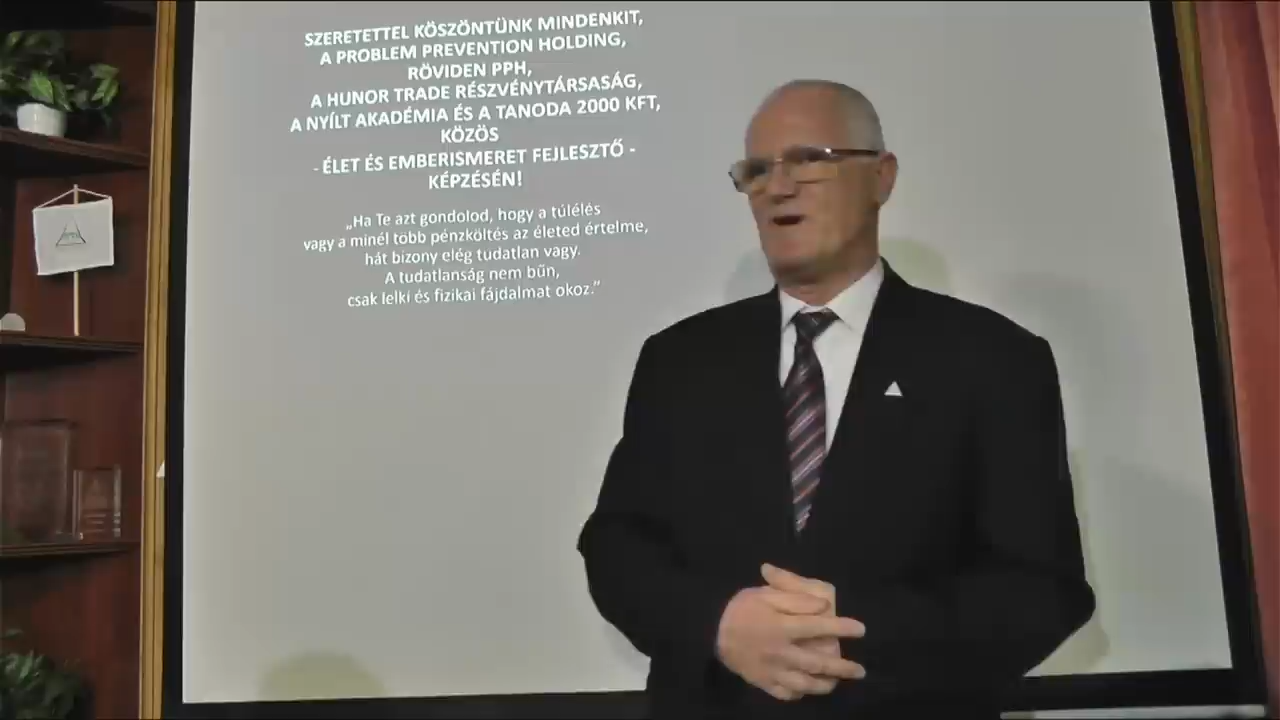 SZERETETTEL KÖSZÖNTÜNK MINDENKIT,
A PROBLEM PREVENTION HOLDING,
RÖVIDEN PPH,
A HUNOR TRADE RÉSZVÉNYTÁRSASÁG,
A NYÍLT AKADÉMIA ÉS A TANODA 2000 KFT,
KÖZÖS
- ÉLET ÉS EMBERISMERET FEJLESZTŐ -
KÉPZÉSÉN!
„Ha Te azt gondolod, hogy a túlélés
vagy a minél több pénzköltés az életed értelme,
hát bizony elég tudatlan vagy.
A tudatlanság nem bűn,
csak lelki és fizikai fájdalmat okoz.”